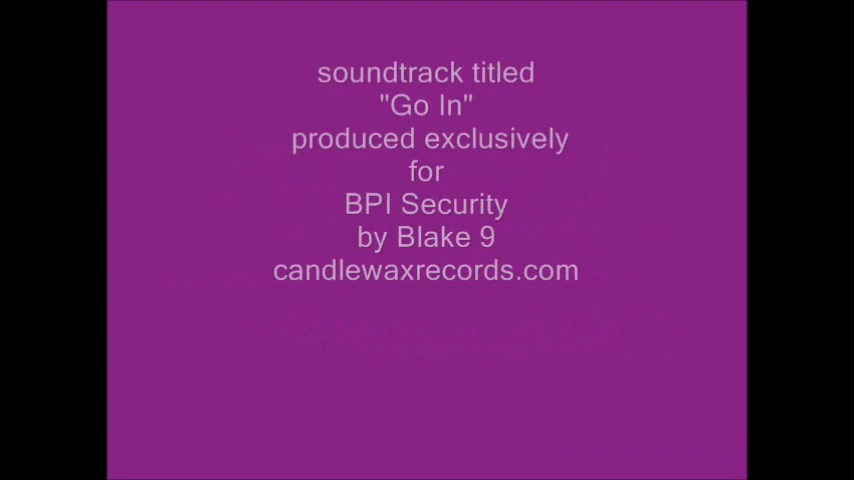 soundtrack titled
"Go In"
produced exclusively
for
BPI Security
by Blake 9
candlewaxrecords.com